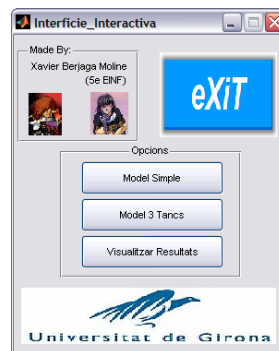 Interficie_Interactiva
Made By:
Xavier Berjaga Moline
(5e EINF)
eXiT
Opcions
Model Simple
Model 3 Tancs
Visualitzar Resultats
Universitat de Girona